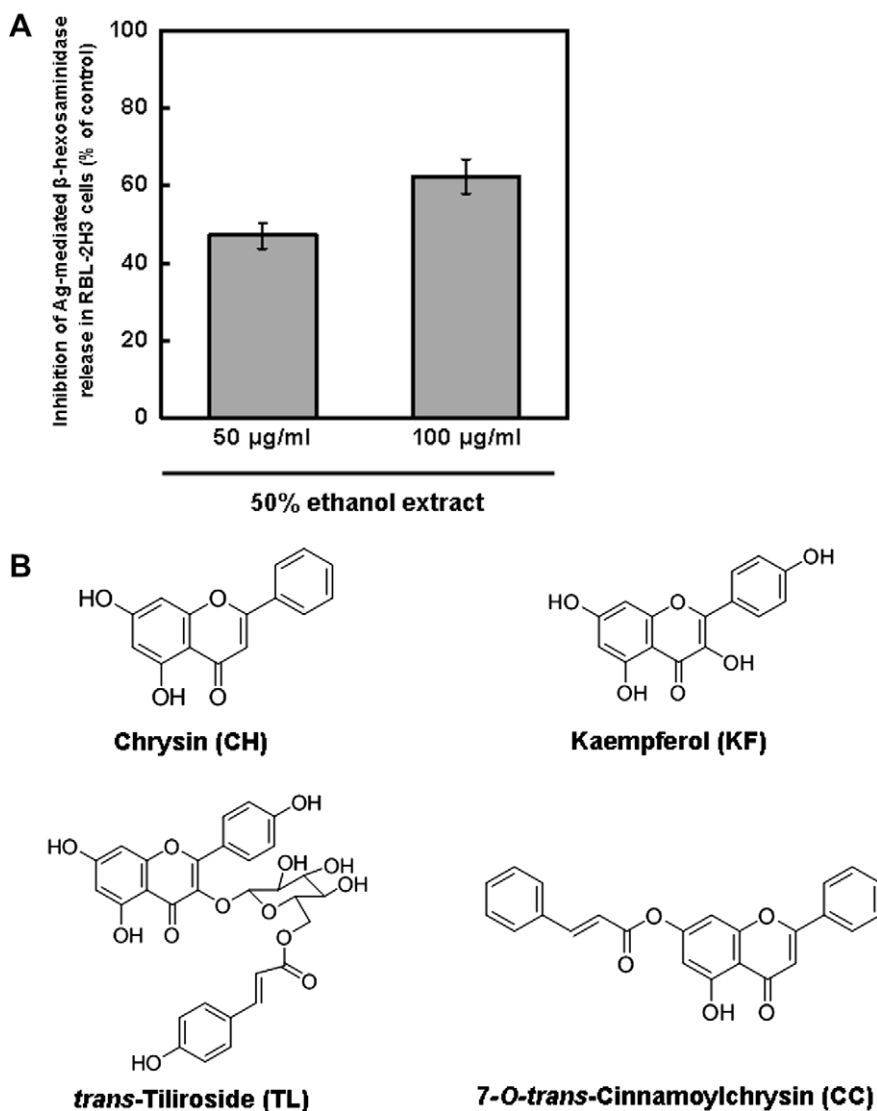 A
Inhibition of Ag-mediated β-hexosaminidase
release in RBL-2H3 cells (% of control)
100
80
60
40
20
0
50 µg/ml 100 µg/ml
50% ethanol extract
B
HO O
OH O
Chrysin (CH)
OH
HO O
OH
OH O
Kaempferol (KF)
OH
HO O
OH OH
OH
O
O
OH O
O
O
HO
trans-Tiliroside (TL)
O O
O
OH O
7-O-trans-Cinnamoylchrysin (CC)